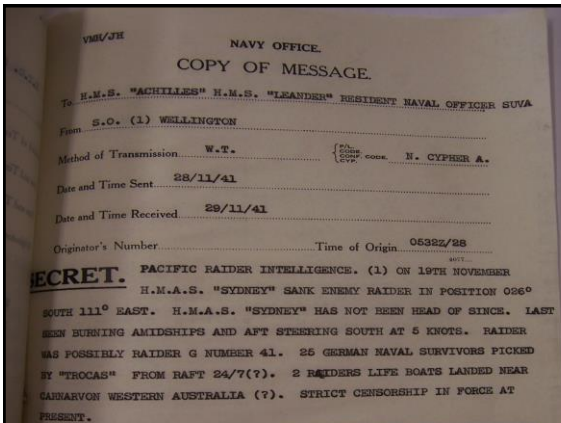 VMH/JH
NAVY OFFICE.
COPY OF MESSAGE.
To H.M.S. "ACHILLES" H.M.S. "LEANDER" RESIDENT NAVAL OFFICER SUVA
From S.O. (1) WELLINGTON
Method of Transmission W.T. P/L. CODE. CONF. CODE. CYP. N. CYPHER A.
Date and Time Sent 28/11/41
Date and Time Received 29/11/41
Originator's Number Time of Origin 0532Z/28
SECRET. PACIFIC RAIDER INTELLIGENCE. (1) ON 19TH NOVEMBER
H.M.A.S. "SYDNEY" SANK ENEMY RAIDER IN POSITION 026°
SOUTH 111° EAST. H.M.A.S. "SYDNEY" HAS NOT BEEN HEAD OF SINCE. LAST
SEEN BURNING AMIDSHIPS AND AFT STEERING SOUTH AT 5 KNOTS. RAIDER
WAS POSSIBLY RAIDER G NUMBER 41. 25 GERMAN NAVAL SURVIVORS PICKED
BY "TROCAS" FROM RAFT 24/7(?). 2 RAIDERS LIFE BOATS LANDED NEAR
CARNARVON WESTERN AUSTRALIA (?). STRICT CENSORSHIP IN FORCE AT
PRESENT.